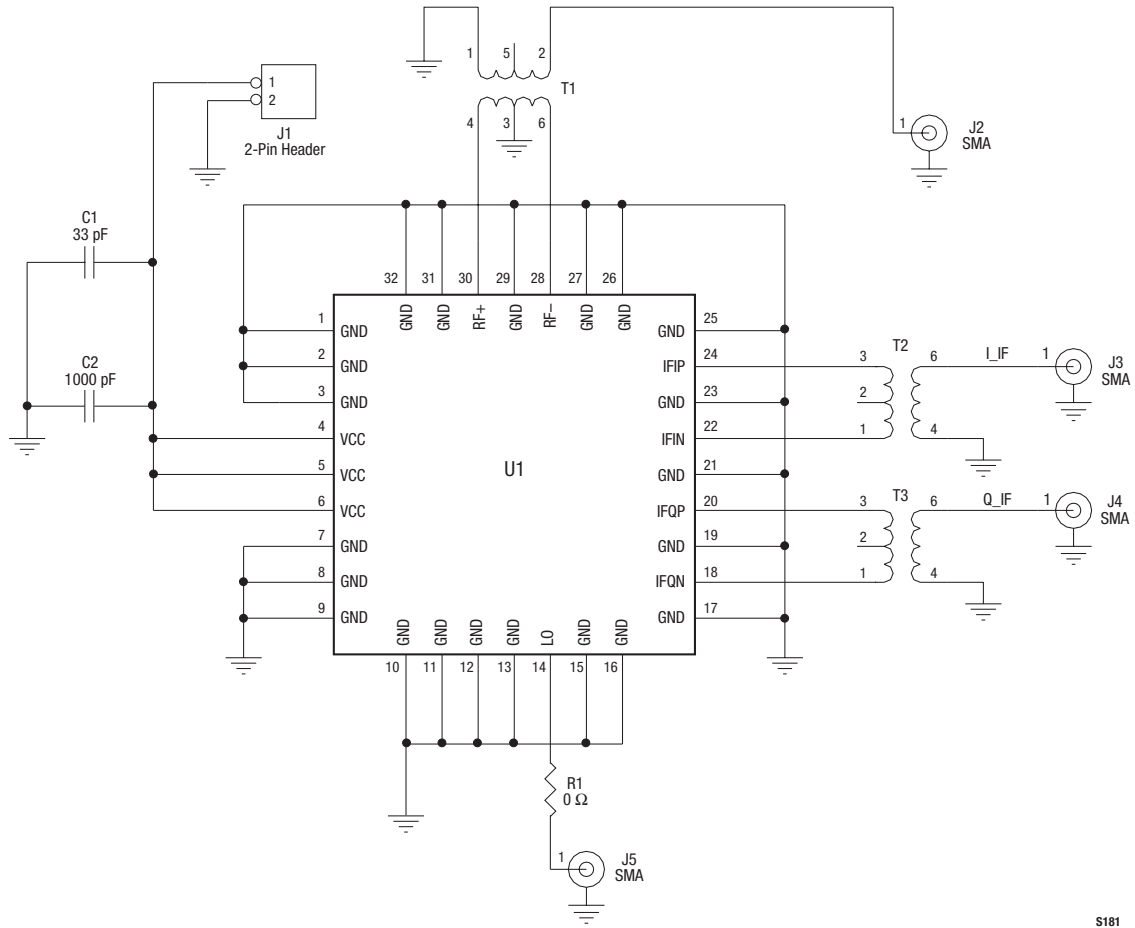 1 5 2
T1
4 3 6
1
2
J1
2-Pin Header
1
J2
SMA
C1
33 pF
C2
1000 pF
32 31 30 29 28 27 26
GND GND RF+ GND RF– GND GND
1 GND
2 GND
3 GND
4 VCC
5 VCC
6 VCC
7 GND
8 GND
9 GND
U1
GND 25
IFIP 24
GND 23
IFIN 22
GND 21
IFQP 20
GND 19
IFQN 18
GND 17
GND GND GND GND LO GND GND
10 11 12 13 14 15 16
T2
3 6
2
1 4
I_IF
1
J3
SMA
T3
3 6
2
1 4
Q_IF
1
J4
SMA
R1
0 Ω
1
J5
SMA
S181